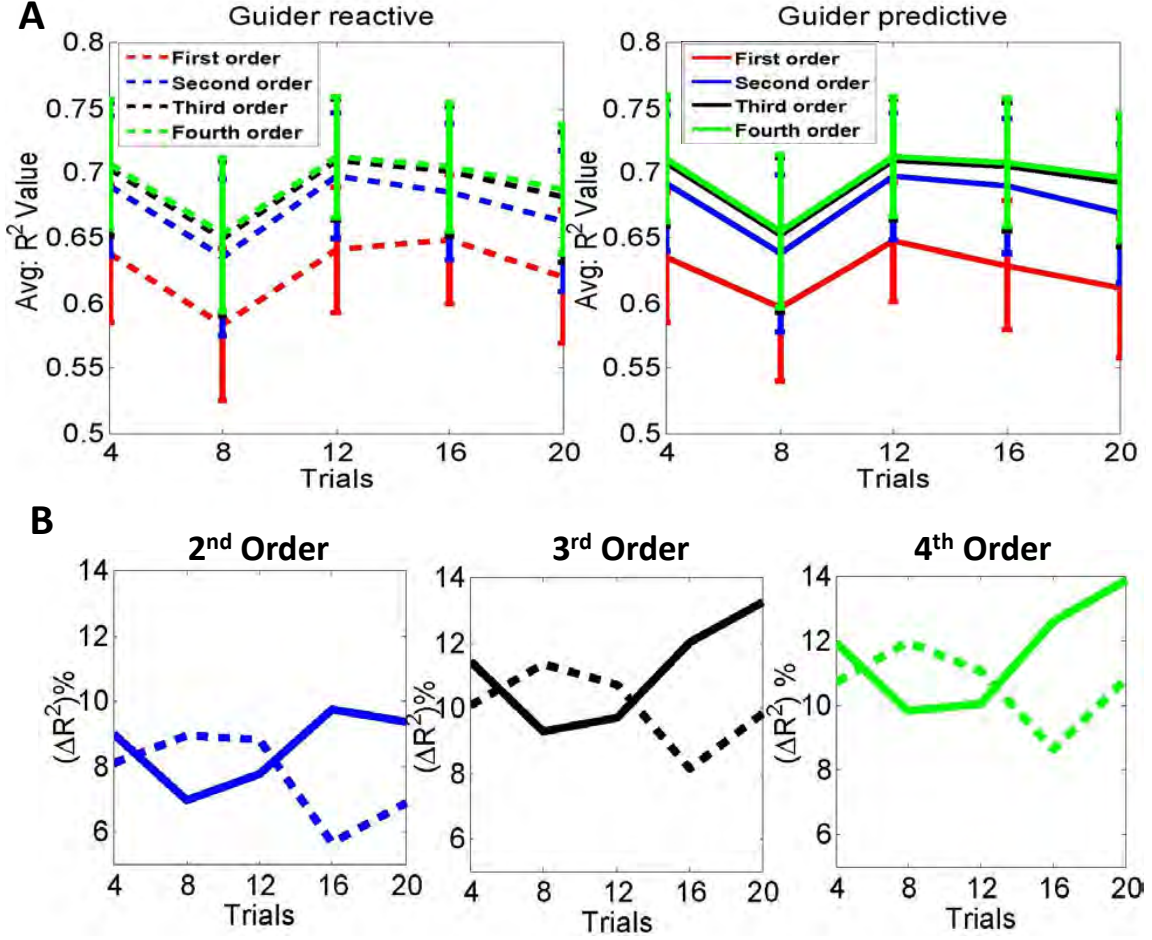 A
Guider reactive
0.8
0.75
0.7
0.65
0.6
0.55
0.5
Avg: R² Value
First order
Second order
Third order
Fourth order
4 8 12 16 20
Trials
Guider predictive
0.8
0.75
0.7
0.65
0.6
0.55
0.5
Avg: R² Value
First order
Second order
Third order
Fourth order
4 8 12 16 20
Trials
B
2nd Order
14
12
10
8
6
(ΔR²)%
4 8 12 16 20
Trials
3rd Order
14
12
10
8
6
(ΔR²)%
4 8 12 16 20
Trials
4th Order
14
12
10
8
6
(ΔR²) %
4 8 12 16 20
Trials